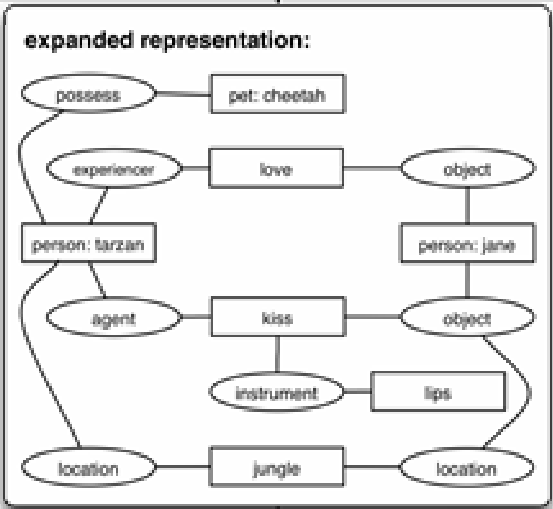 expanded representation:
possess
pet: cheetah
experiencer
love
object
person: tarzan
person: jane
agent
kiss
object
instrument
lips
location
jungle
location